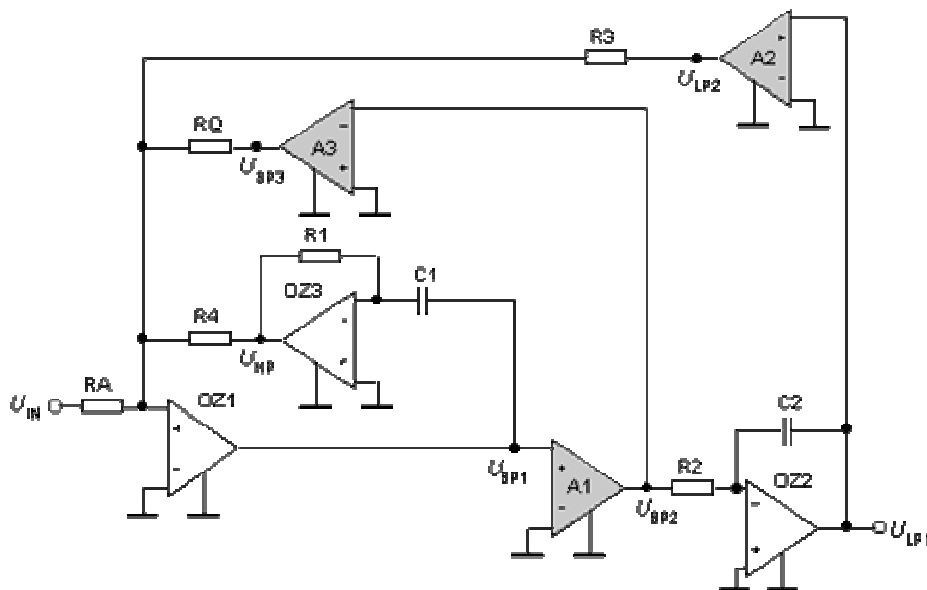 R3
A2
U_LP2
RQ
A3
U_BP3
R1
OZ3
C1
R4
U_HP
RA
U_IN
OZ1
U_BP1
A1
U_BP2
R2
C2
OZ2
U_LP1